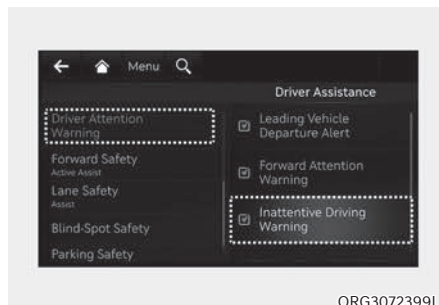 Menu
Driver Assistance
Driver Attention
Warning
Forward Safety
Active Assist
Lane Safety
Assist
Blind-Spot Safety
Parking Safety
Leading Vehicle
Departure Alert
Forward Attention
Warning
Inattentive Driving
Warning
ORG3072399L